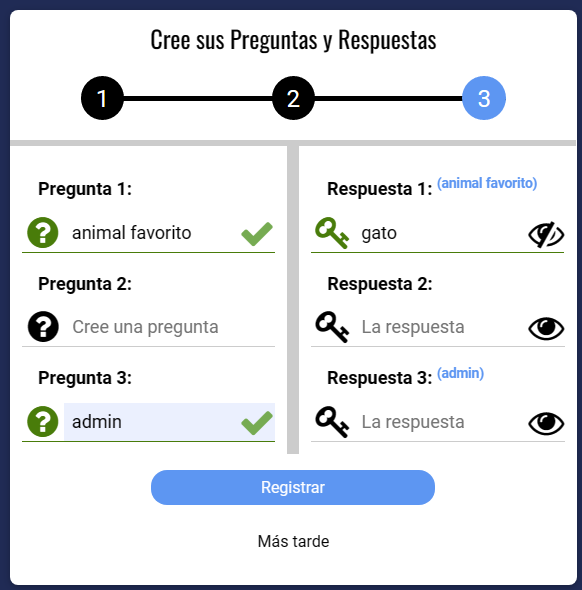 Cree sus Preguntas y Respuestas
1 2 3
Pregunta 1:
animal favorito
Pregunta 2:
Cree una pregunta
Pregunta 3:
admin
Respuesta 1: (animal favorito)
gato
Respuesta 2:
La respuesta
Respuesta 3: (admin)
La respuesta
Registrar
Más tarde